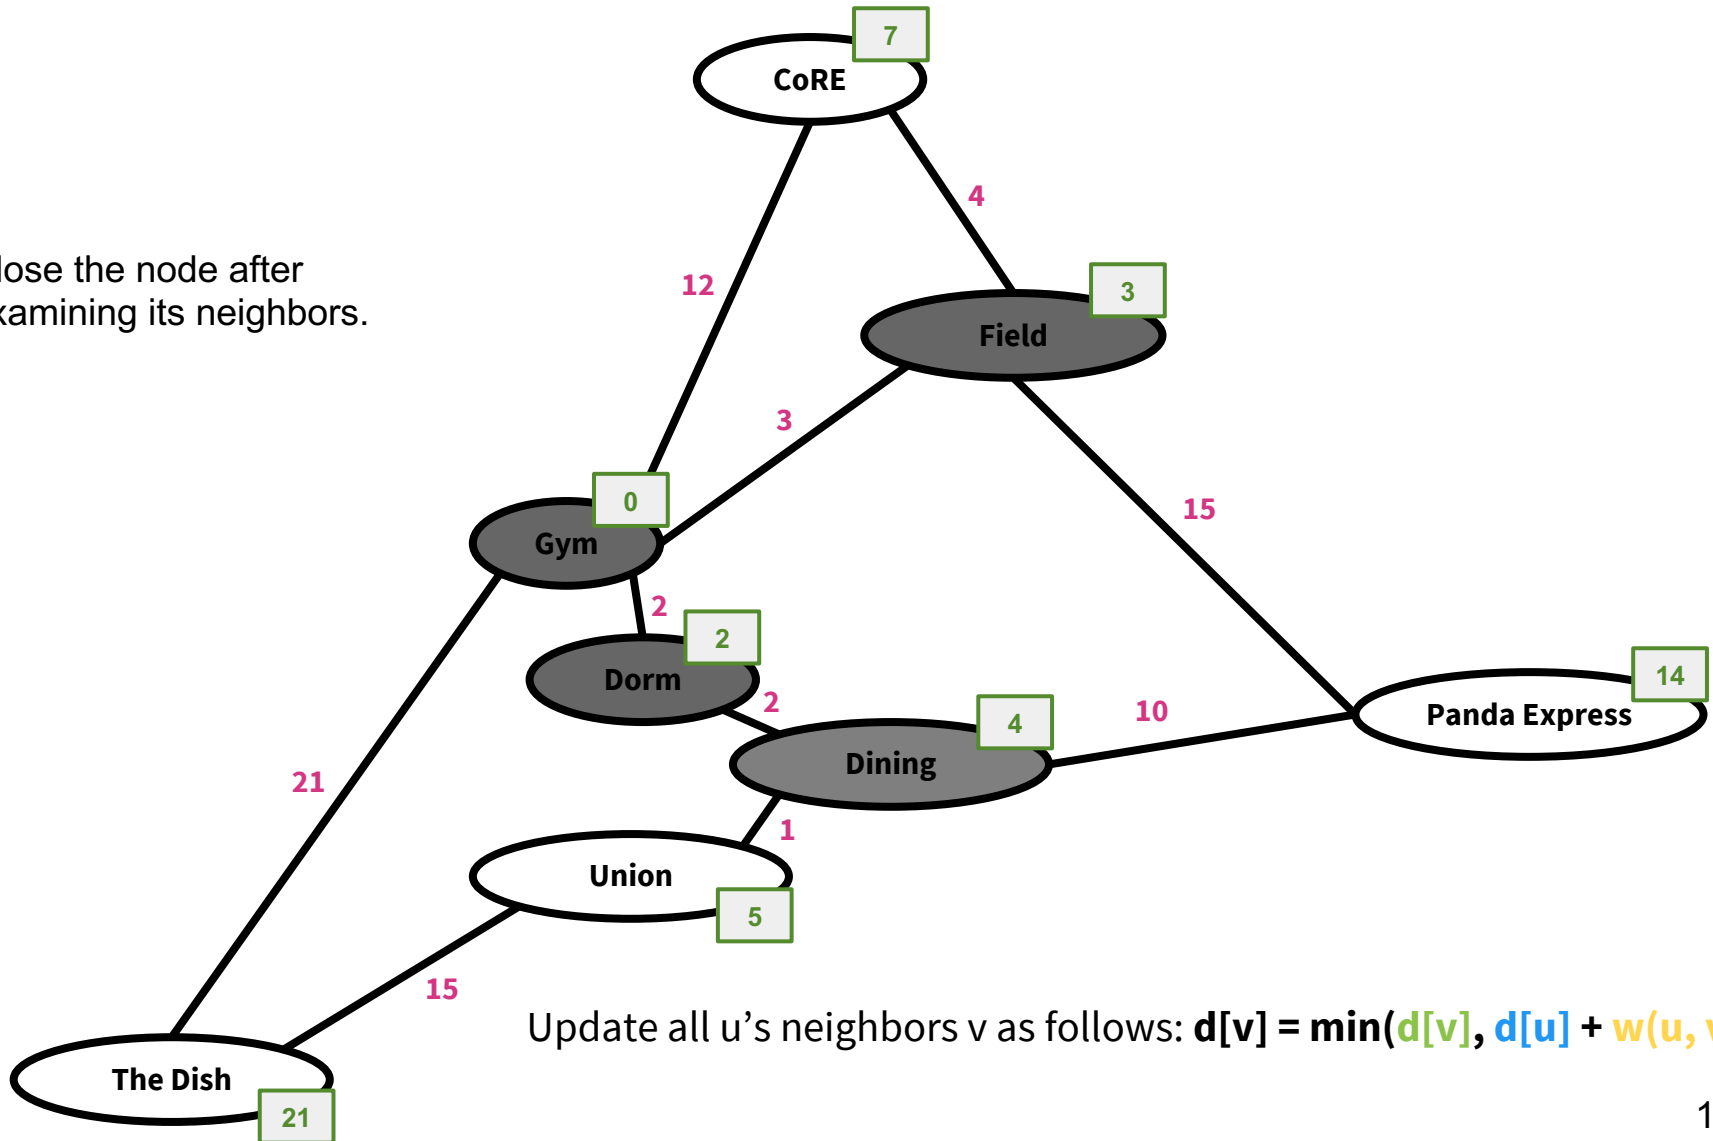 7
CoRE
4
lose the node after
xamining its neighbors.
12
3
Field
3
15
0
Gym
2
2
Dorm
2
14
10
Panda Express
4
Dining
21
1
Union
5
15
Update all u's neighbors v as follows: d[v] = min(d[v], d[u] + w(u, v
The Dish
21
1